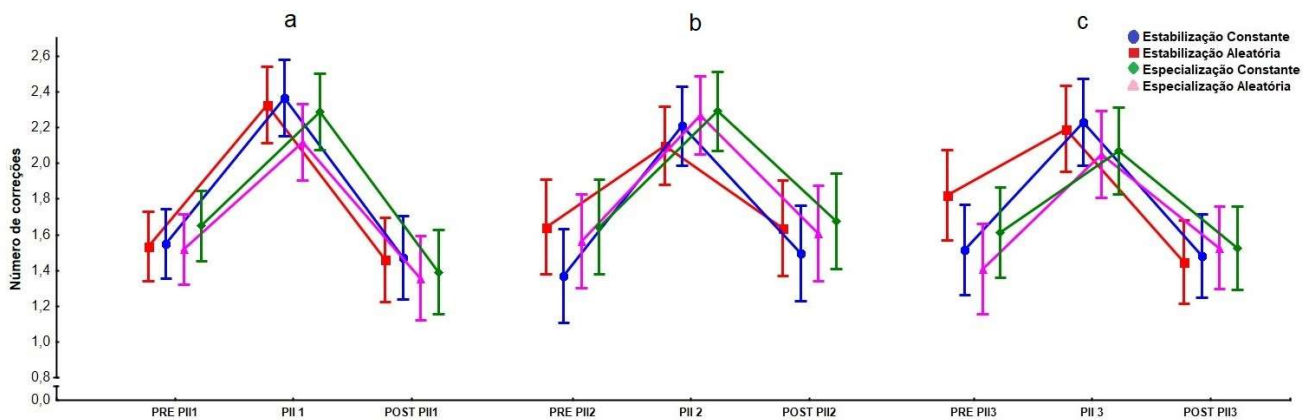 a
b
c
Estabilização Constante
Estabilização Aleatória
Especialização Constante
Especialização Aleatória
Número de correções
2,6
2,4
2,2
2,0
1,8
1,6
1,4
1,2
1,0
0,8
0,0
PRE PII1
PII 1
POST PII1
PRE PII2
PII 2
POST PII2
PRE PII3
PII 3
POST PII3